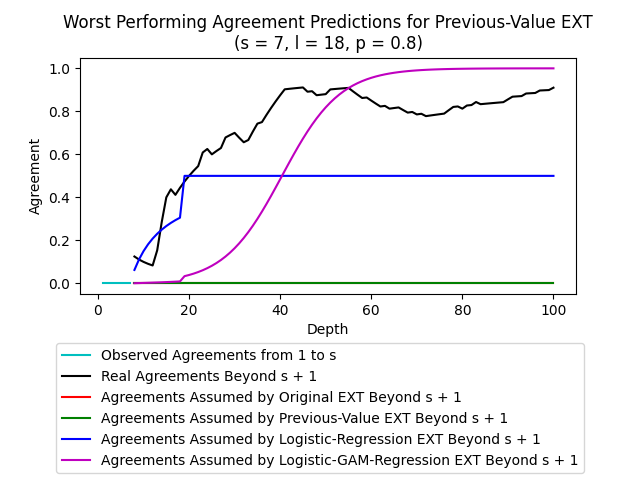 Worst Performing Agreement Predictions for Previous-Value EXT
(s = 7, l = 18, p = 0.8)
1.0
0.8
0.6
0.4
0.2
0.0
Agreement
0 20 40 60 80 100
Depth
Observed Agreements from 1 to s
Real Agreements Beyond s + 1
Agreements Assumed by Original EXT Beyond s + 1
Agreements Assumed by Previous-Value EXT Beyond s + 1
Agreements Assumed by Logistic-Regression EXT Beyond s + 1
Agreements Assumed by Logistic-GAM-Regression EXT Beyond s + 1